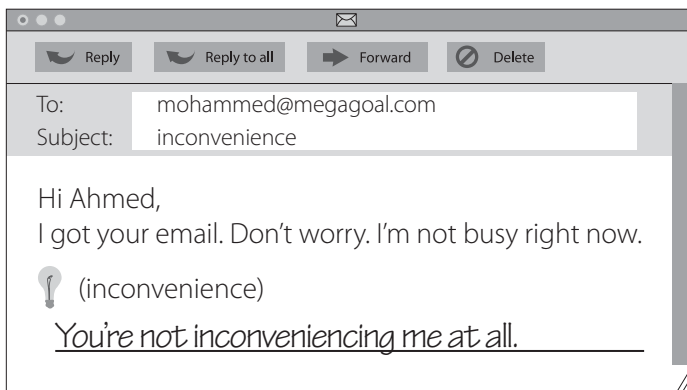 Reply Reply to all Forward Delete
To: mohammed@megagoal.com
Subject: inconvenience
Hi Ahmed,
I got your email. Don't worry. I'm not busy right now.
(inconvenience)
You're not inconveniencing me at all.